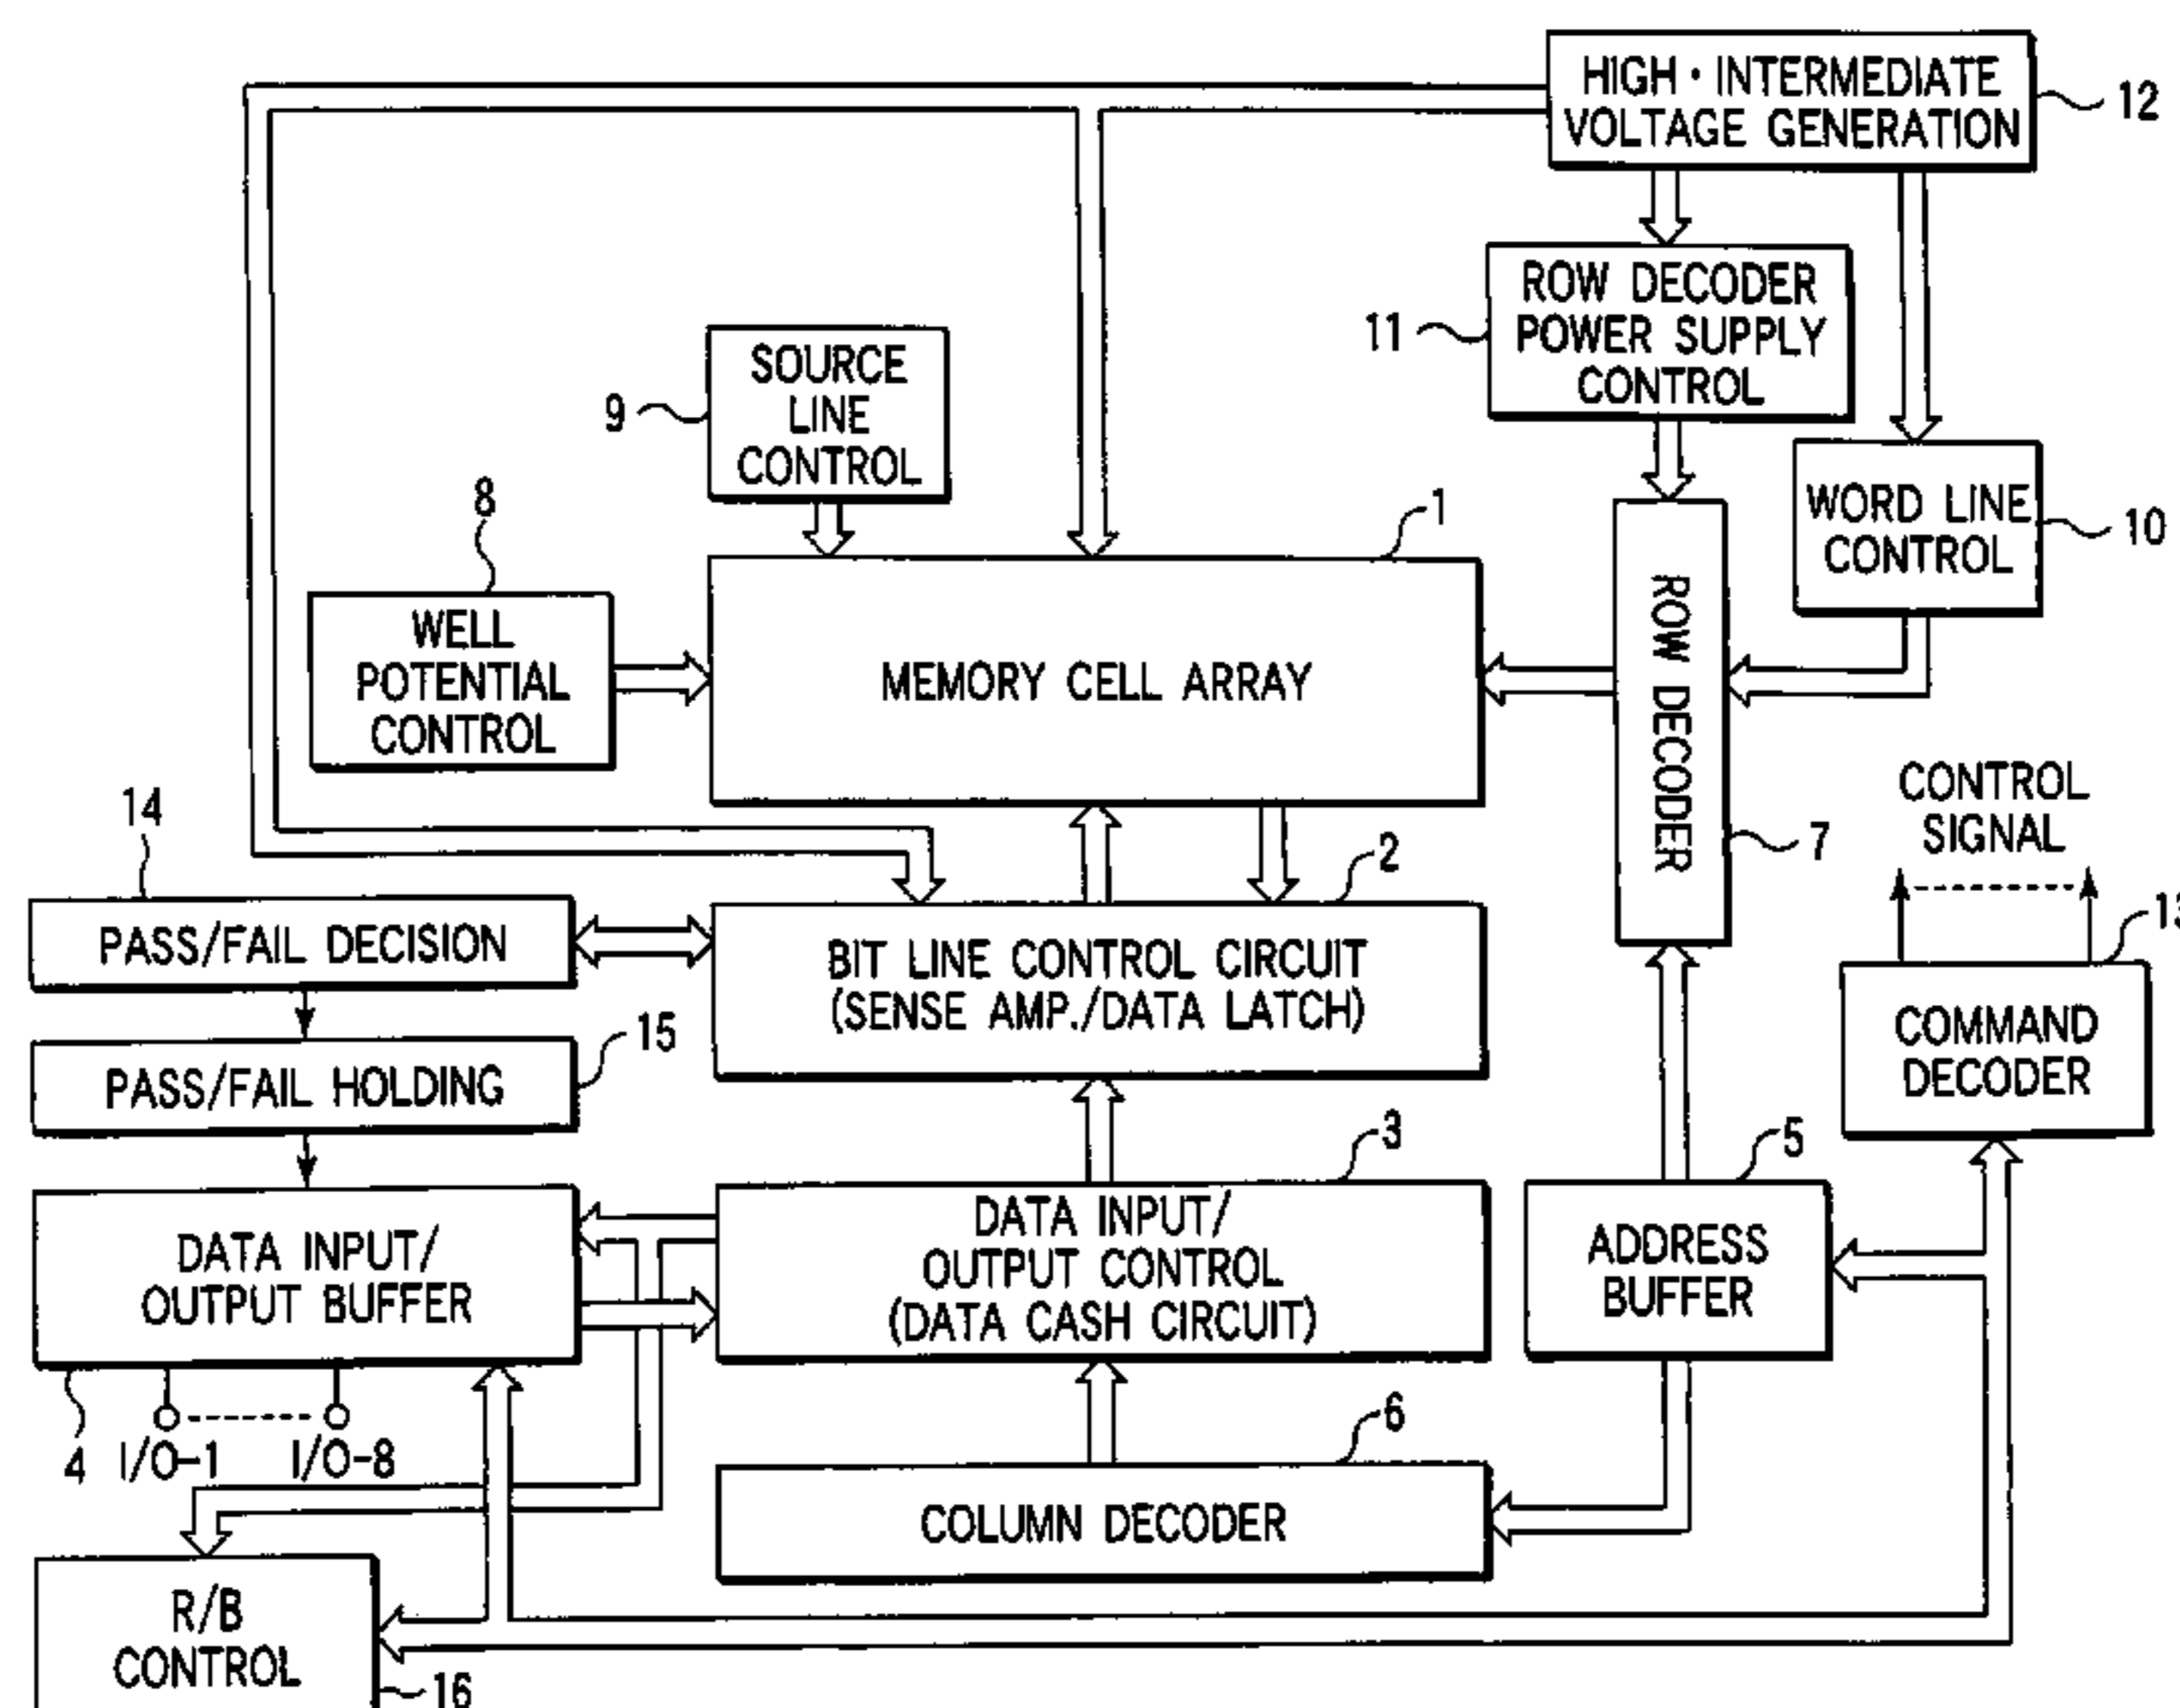 HIGH・INTERMEDIATE
VOLTAGE GENERATION
12
ROW DECODER
POWER SUPPLY
CONTROL
11
SOURCE
LINE
CONTROL
9
WORD LINE
CONTROL
10
8
WELL
POTENTIAL
CONTROL
1
MEMORY CELL ARRAY
ROW DECODER
7
CONTROL
SIGNAL
14
PASS/FAIL DECISION
2
BIT LINE CONTROL CIRCUIT
(SENSE AMP./DATA LATCH)
13
COMMAND
DECODER
PASS/FAIL HOLDING
15
3
DATA INPUT/
OUTPUT CONTROL
(DATA CASH CIRCUIT)
5
ADDRESS
BUFFER
DATA INPUT/
OUTPUT BUFFER
4
I/O-1
I/O-8
6
COLUMN DECODER
R/B
CONTROL
16